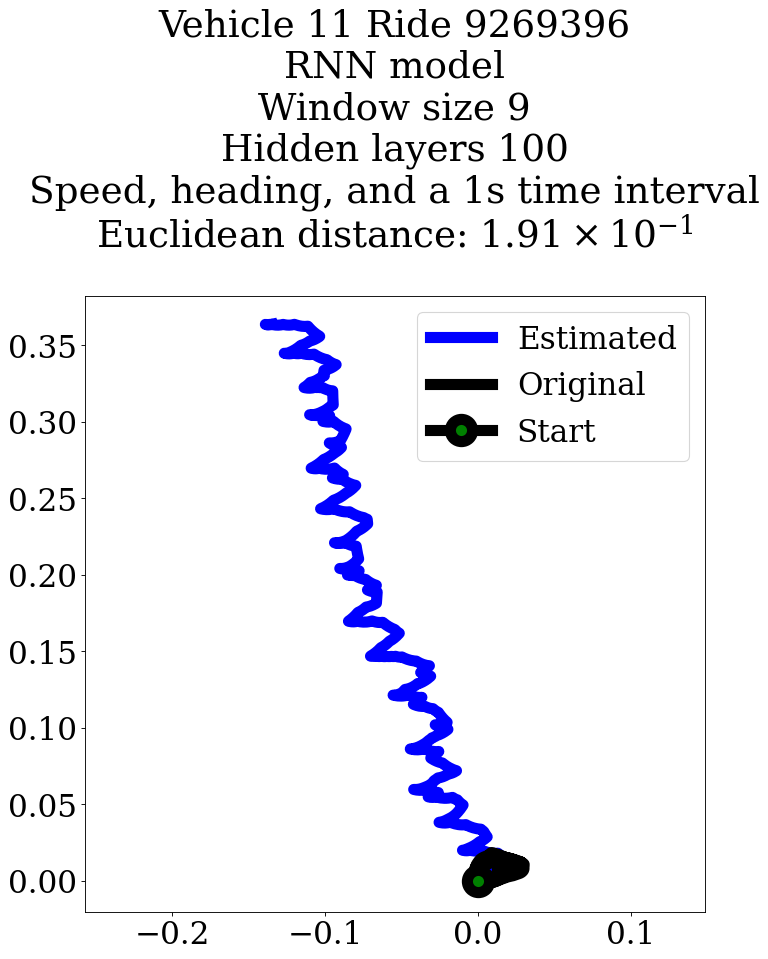 Vehicle 11 Ride 9269396
RNN model
Window size 9
Hidden layers 100
Speed, heading, and a 1s time interval
Euclidean distance: 1.91 × 10⁻¹
Estimated
Original
Start
0.35
0.30
0.25
0.20
0.15
0.10
0.05
0.00
−0.2 −0.1 0.0 0.1